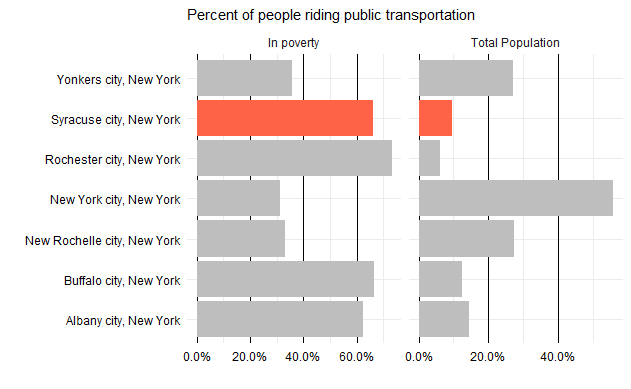 Percent of people riding public transportation
In poverty
Total Population
Yonkers city, New York
Syracuse city, New York
Rochester city, New York
New York city, New York
New Rochelle city, New York
Buffalo city, New York
Albany city, New York
0.0% 20.0% 40.0% 60.0% 0.0% 20.0% 40.0%